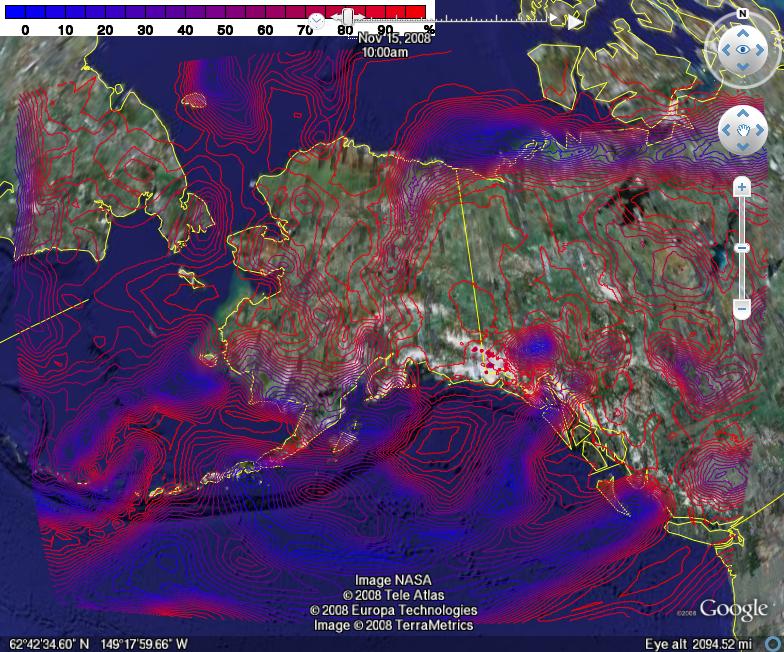 0 10 20 30 40 50 60 70 80 90 %
Nov 15, 2008
10:00am
N
Image NASA
© 2008 Tele Atlas
© 2008 Europa Technologies
Image © 2008 TerraMetrics
©2008 Google
62°42'34.60" N 149°17'59.66" W
Eye alt 2094.52 mi